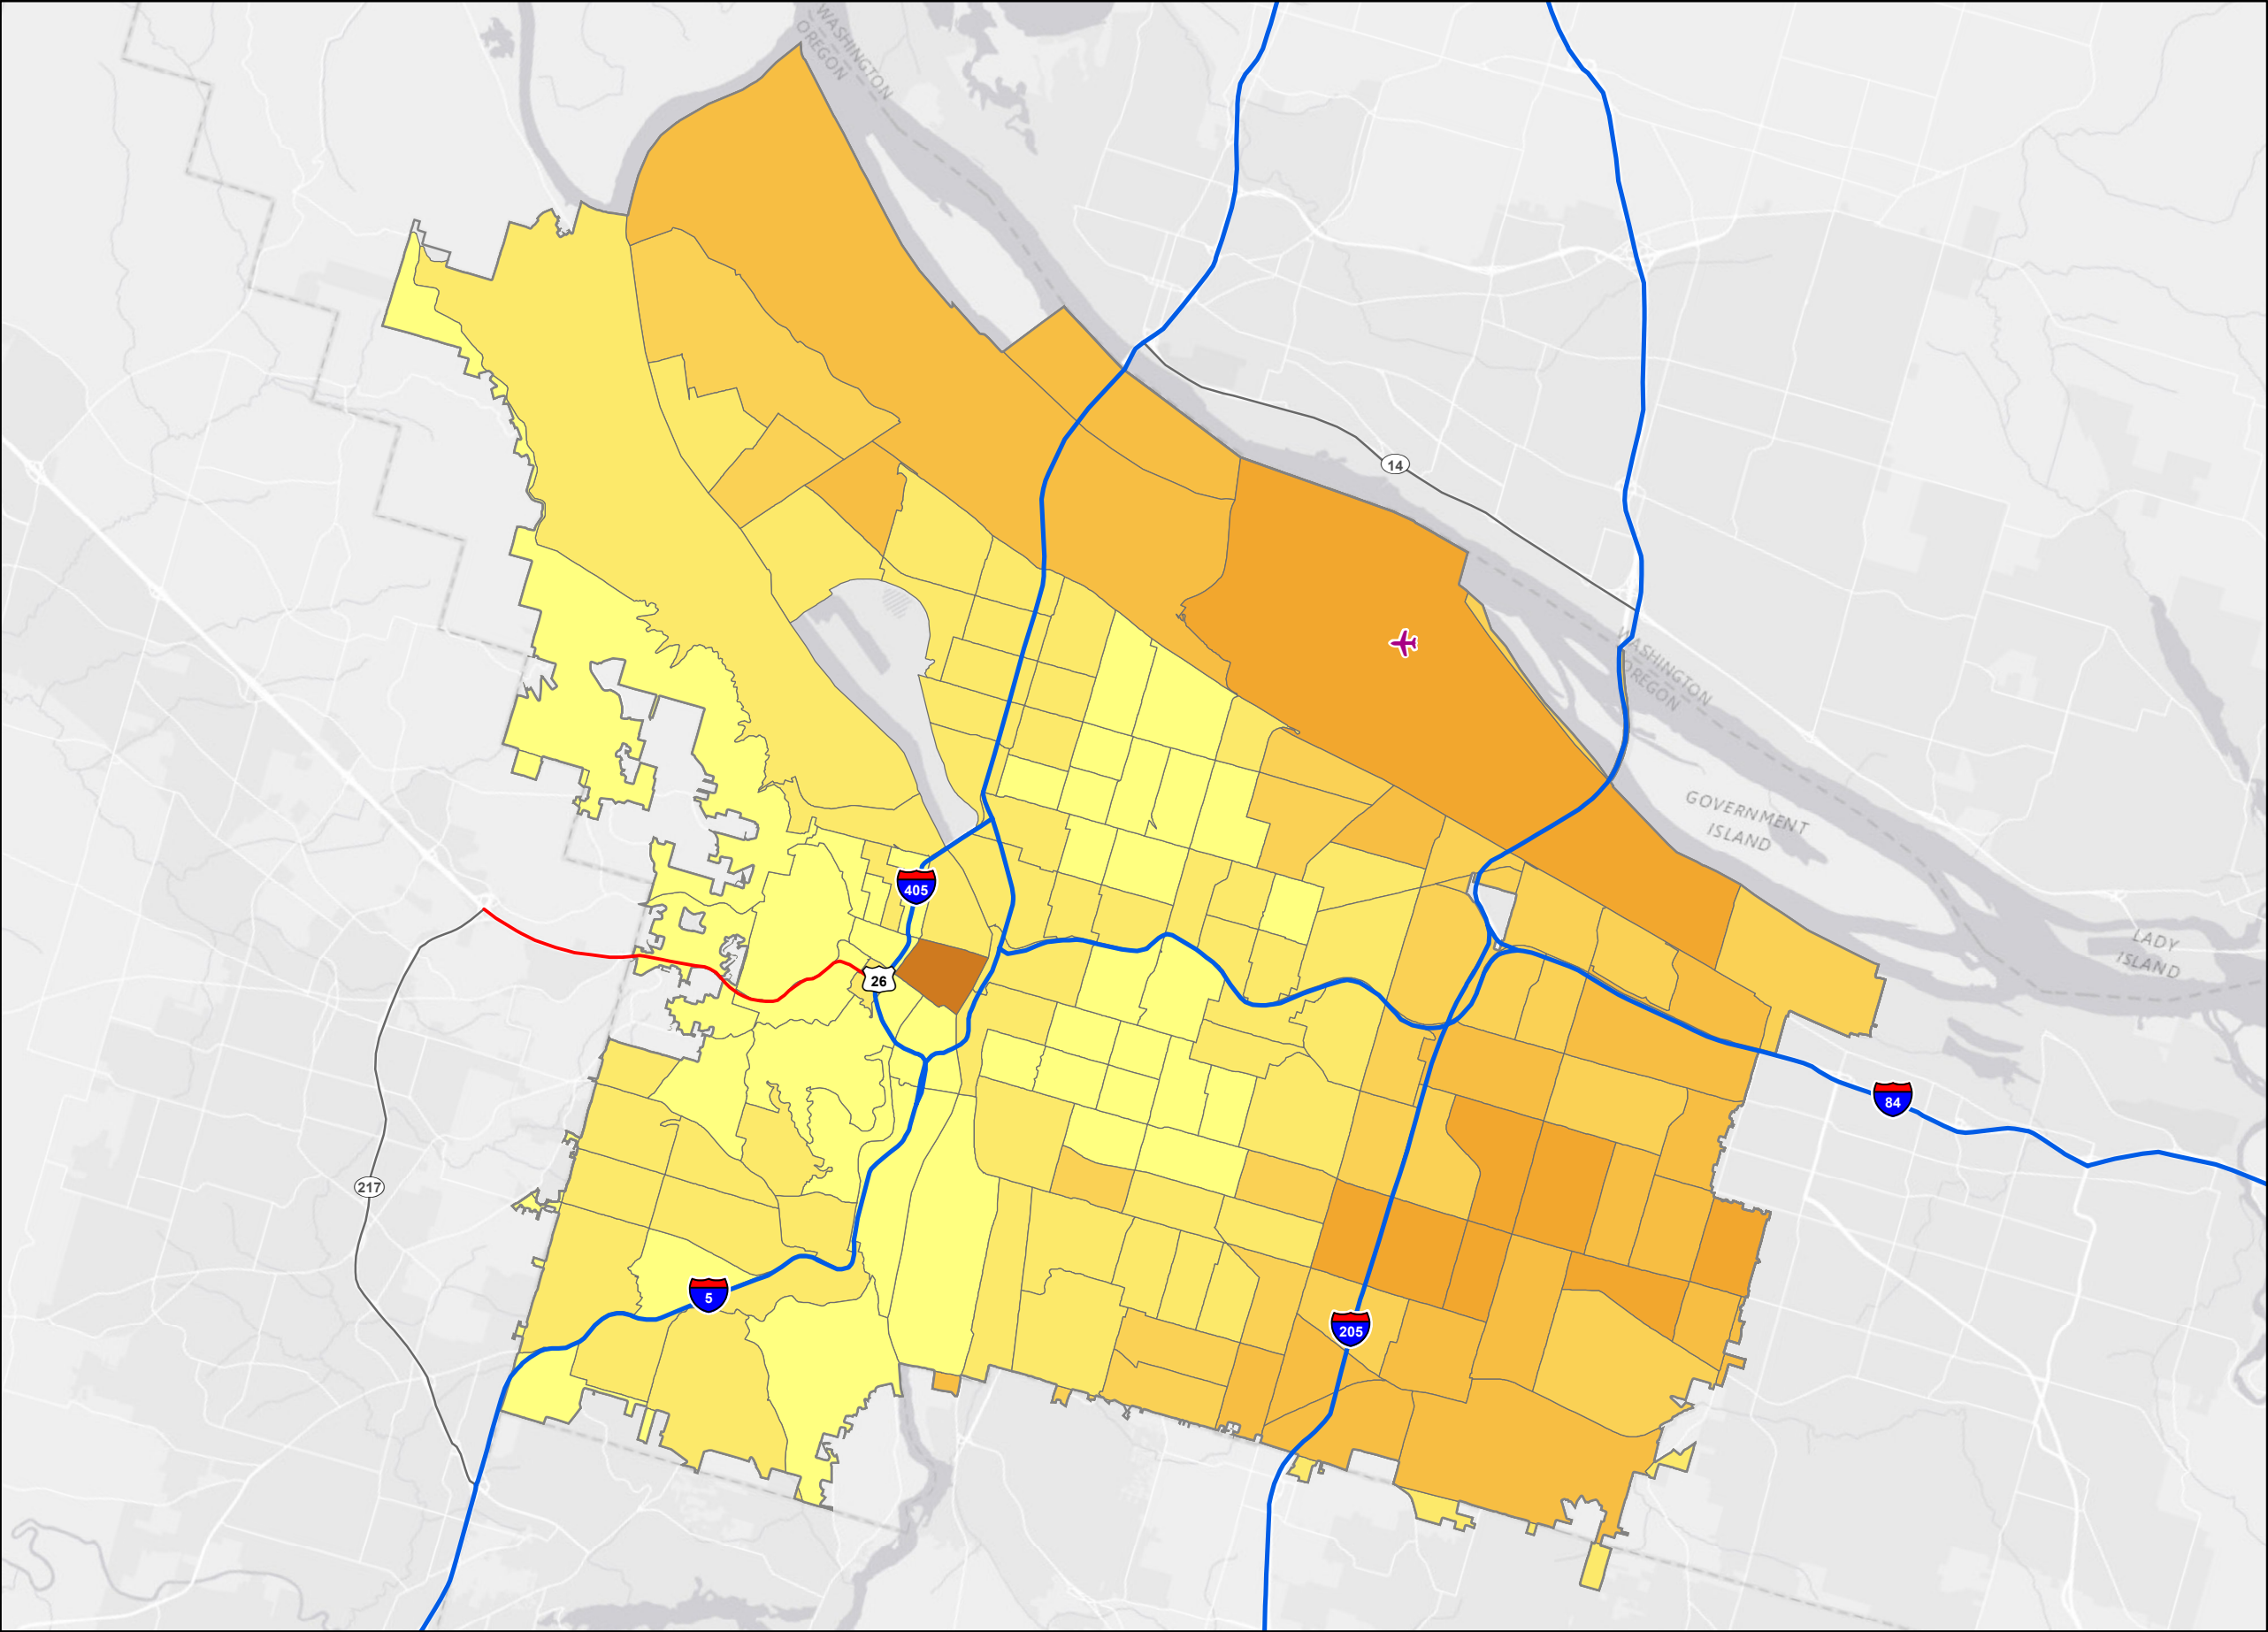 WASHINGTON
OREGON
14
WASHINGTON
OREGON
GOVERNMENT
ISLAND
405
LADY
ISLAND
26
84
217
5
205